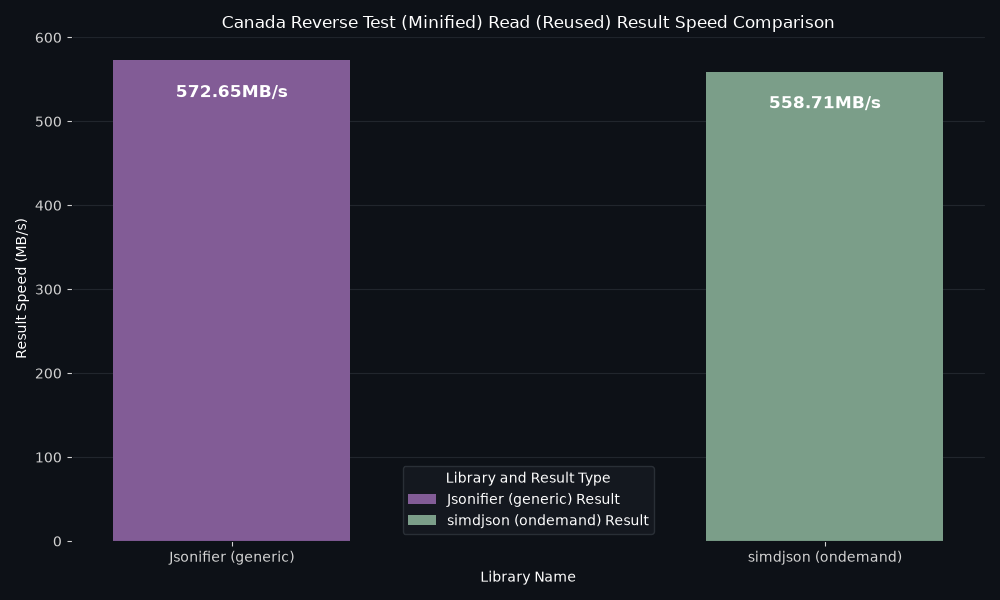 Canada Reverse Test (Minified) Read (Reused) Result Speed Comparison
600
500
400
300
200
100
0
Result Speed (MB/s)
572.65MB/s
558.71MB/s
Library and Result Type
Jsonifier (generic) Result
simdjson (ondemand) Result
Jsonifier (generic)
simdjson (ondemand)
Library Name